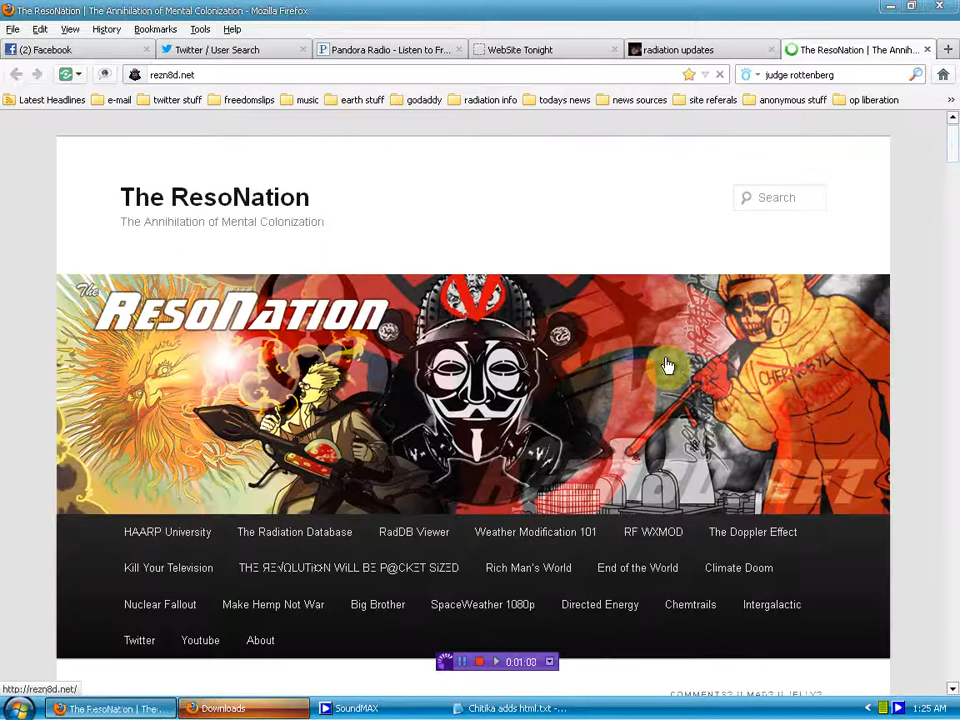 The ResoNation | The Annihilation of Mental Colonization - Mozilla Firefox
File Edit View History Bookmarks Tools Help
(2) Facebook Twitter / User Search Pandora Radio - Listen to Fr... WebSite Tonight radiation updates The ResoNation | The Annih...
rezn8d.net judge rottenberg
Latest Headlines e-mail twitter stuff freedomslips music earth stuff godaddy radiation info todays news news sources site referals anonymous stuff op liberation
The ResoNation
Search
The Annihilation of Mental Colonization
The
RESONATION
CHERNOBYL
HAARP University The Radiation Database RadDB Viewer Weather Modification 101 RF WXMOD The Doppler Effect
Kill Your Television THΞ RΞ√ΩLUTi¤N WiLL BΞ P@CKΞT SiZΞD Rich Man's World End of the World Climate Doom
Nuclear Fallout Make Hemp Not War Big Brother SpaceWeather 1080p Directed Energy Chemtrails Intergalactic
Twitter Youtube About
0:01:03
http://rezn8d.net/
The ResoNation | The ... Downloads SoundMAX Chitika adds html.txt -... 1:25 AM